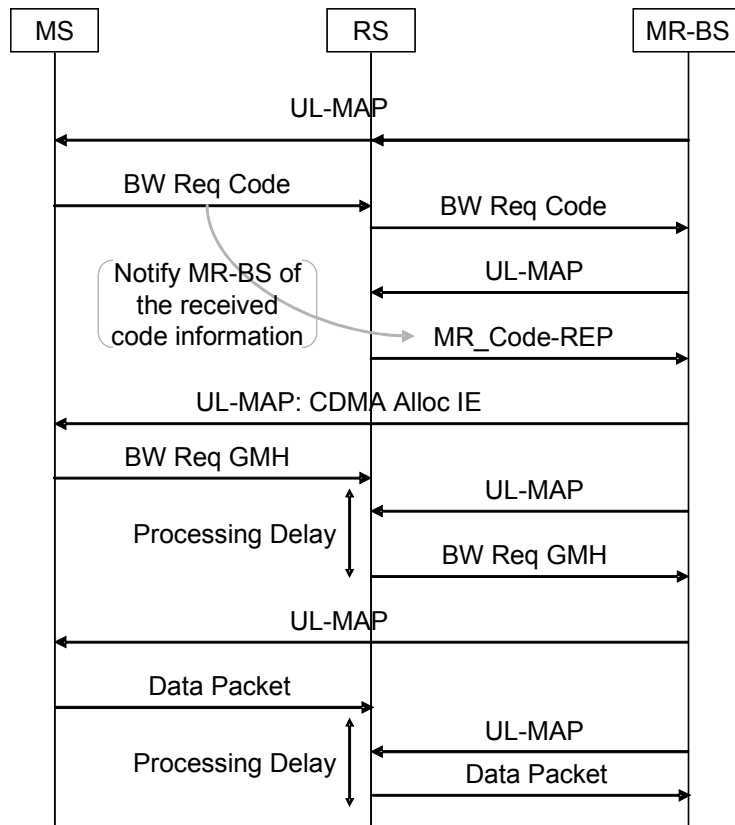 MS
RS
MR-BS
UL-MAP
BW Req Code
BW Req Code
Notify MR-BS of
the received
code information
UL-MAP
MR_Code-REP
UL-MAP: CDMA Alloc IE
BW Req GMH
UL-MAP
Processing Delay
BW Req GMH
UL-MAP
Data Packet
UL-MAP
Processing Delay
Data Packet